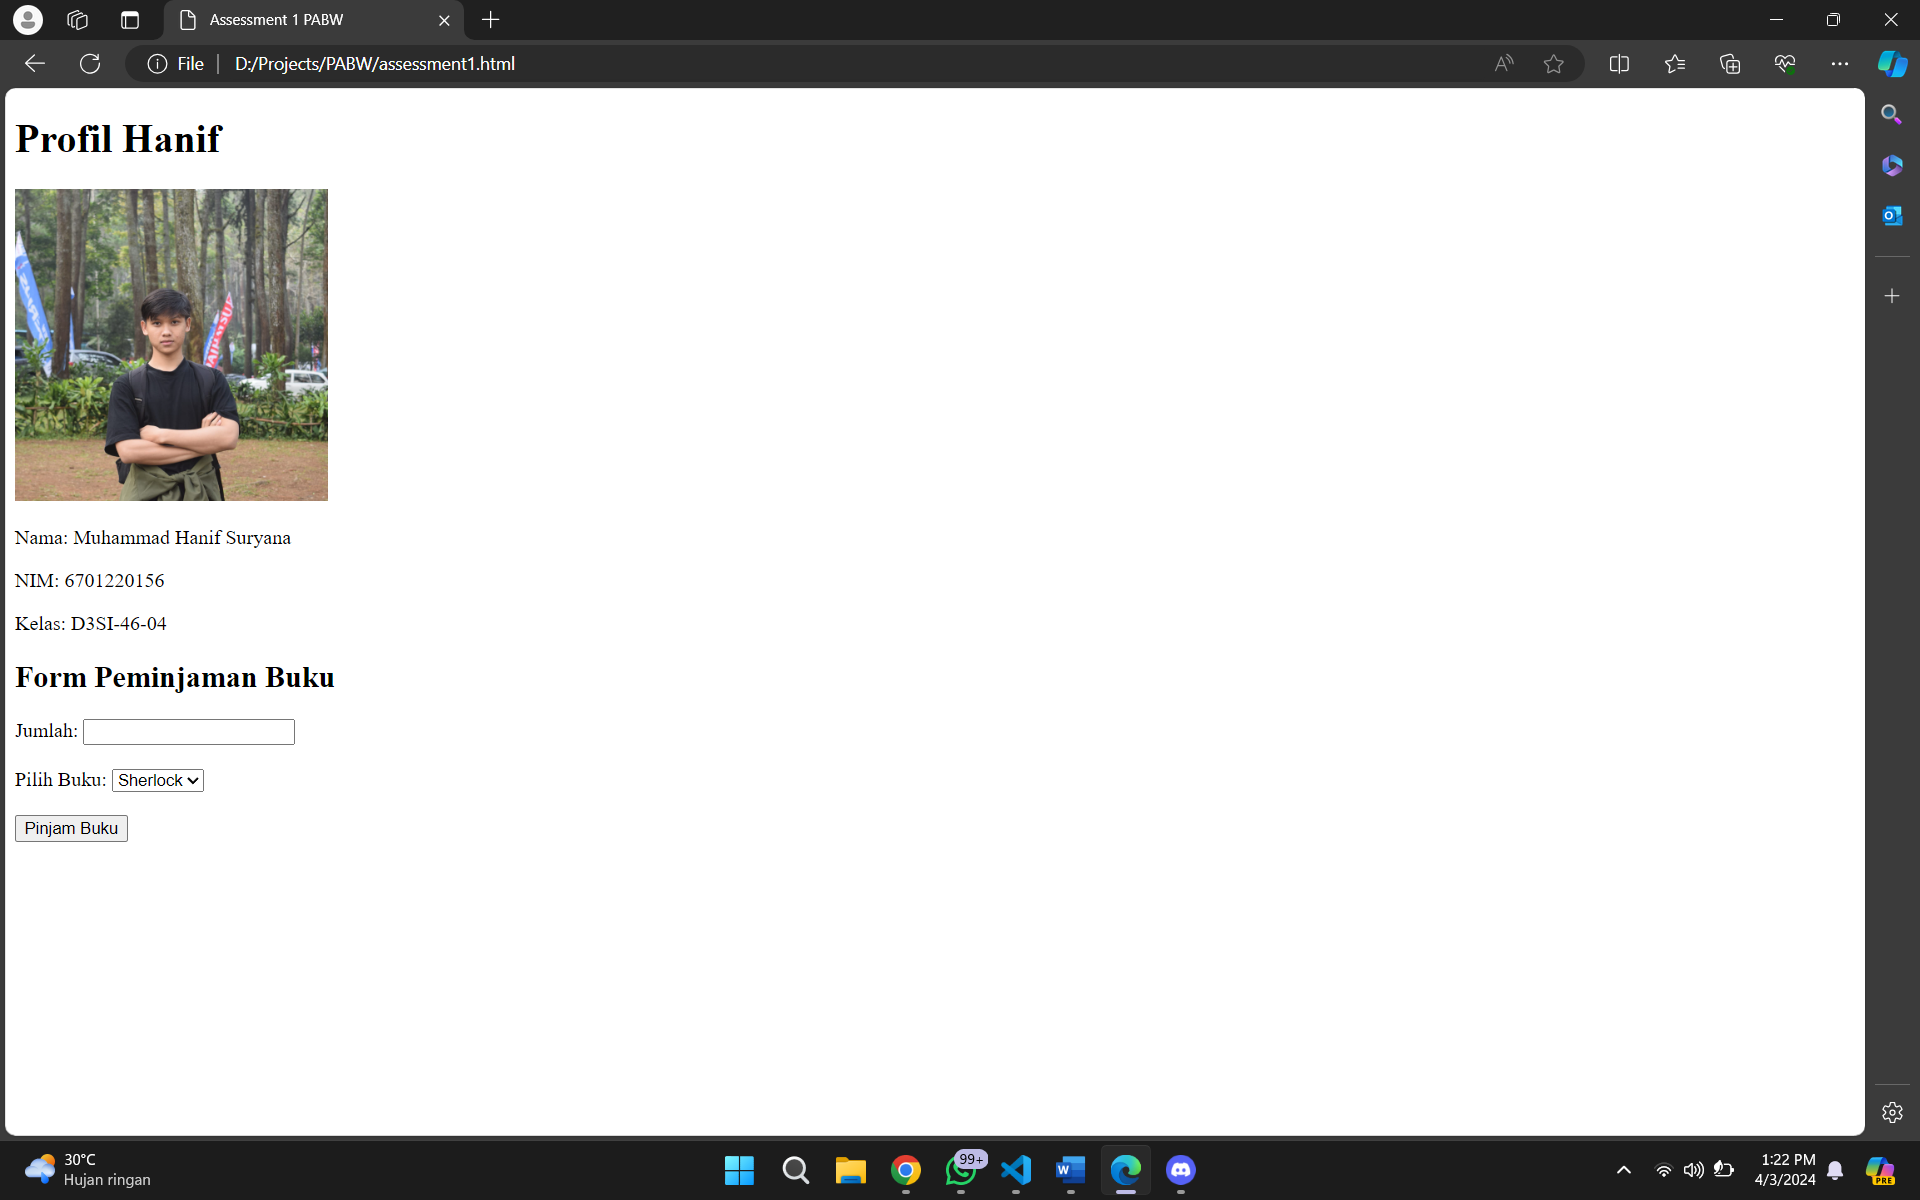 Assessment 1 PABW
File
D:/Projects/PABW/assessment1.html
Profil Hanif
Nama: Muhammad Hanif Suryana
NIM: 6701220156
Kelas: D3SI-46-04
Form Peminjaman Buku
Jumlah:
Pilih Buku: Sherlock
Pinjam Buku
30°C
Hujan ringan
99+
1:22 PM
4/3/2024
PRE